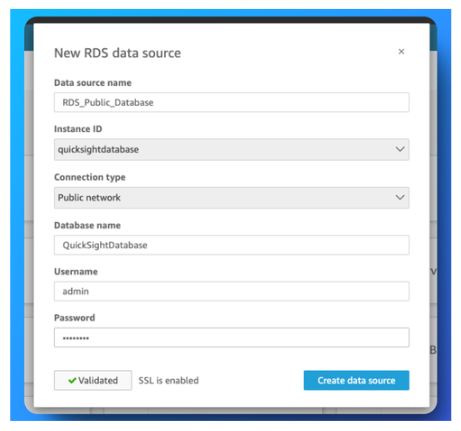 New RDS data source
×
Data source name
RDS_Public_Database
Instance ID
quicksightdatabase
Connection type
Public network
Database name
QuickSightDatabase
Username
admin
Password
••••••••
Validated
SSL is enabled
Create data source